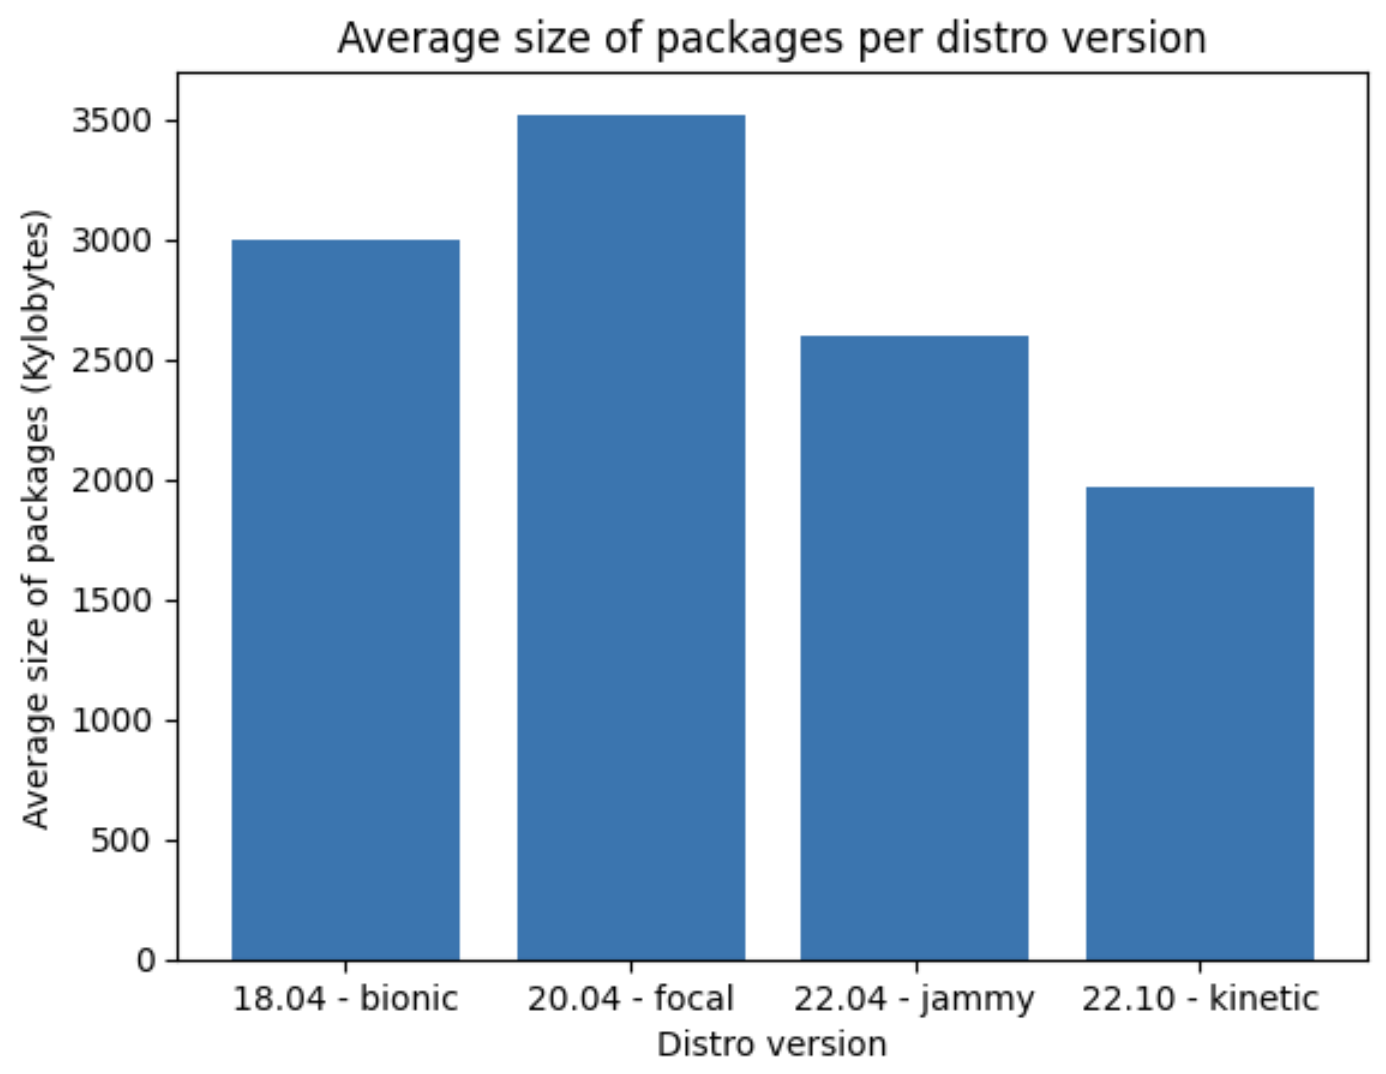 Average size of packages per distro version
Average size of packages (Kylobytes)
3500
3000
2500
2000
1500
1000
500
0
18.04 - bionic
20.04 - focal
22.04 - jammy
22.10 - kinetic
Distro version